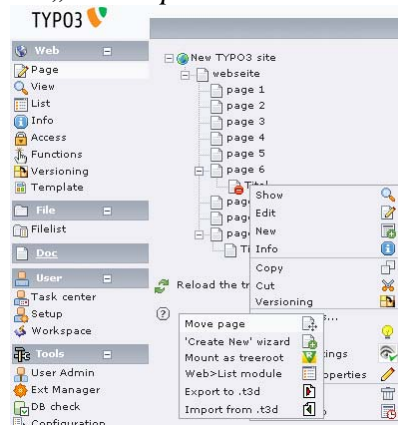 TYPO3
Web
Page
View
List
Info
Access
Functions
Versioning
Template
File
Filelist
Doc
User
Task center
Setup
Workspace
Tools
User Admin
Ext Manager
DB check
Configuration
New TYPO3 site
webseite
page 1
page 2
page 3
page 4
page 5
page 6
Titel
Reload the tr
Show
Edit
New
Info
Copy
Cut
Versioning
Move page
'Create New' wizard
Mount as treeroot
Web>List module
Export to .t3d
Import from .t3d